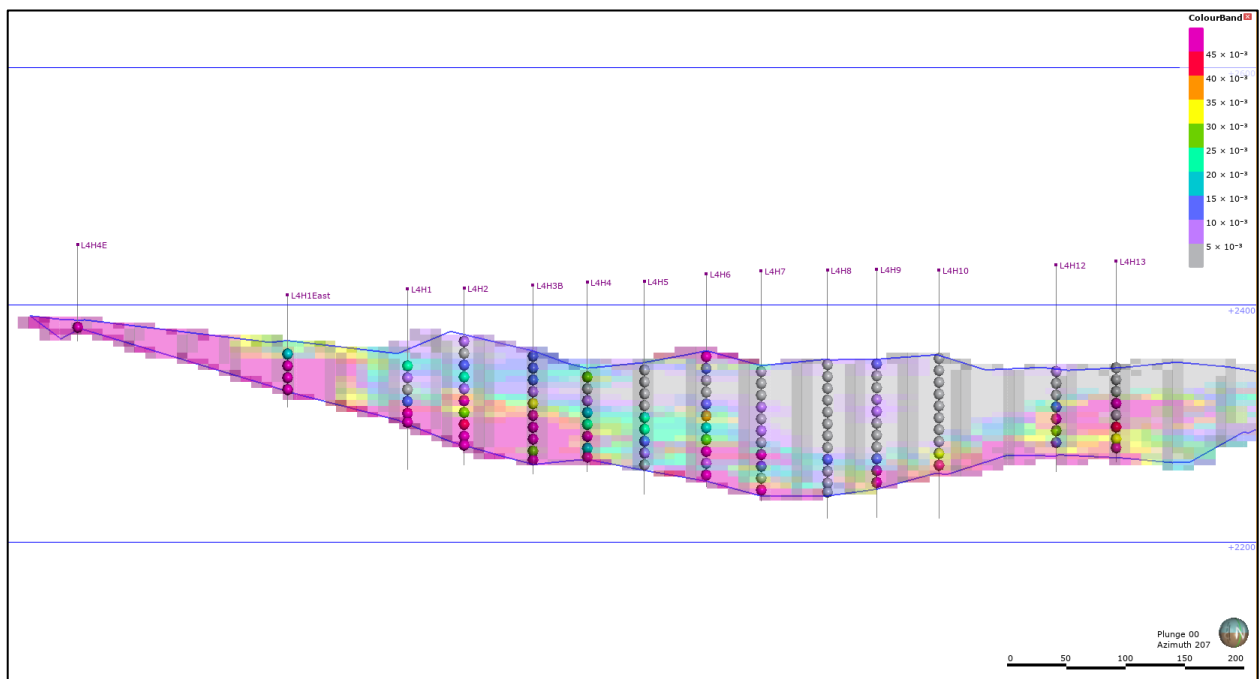 ColourBand
45 × 10⁻³
40 × 10⁻³
35 × 10⁻³
30 × 10⁻³
25 × 10⁻³
20 × 10⁻³
15 × 10⁻³
10 × 10⁻³
5 × 10⁻³
L4H4E
L4H1East
L4H1
L4H2
L4H3B
L4H4
L4H5
L4H6
L4H7
L4H8
L4H9
L4H10
L4H12
L4H13
+2400
+2200
Plunge 00
Azimuth 207
0 50 100 150 200